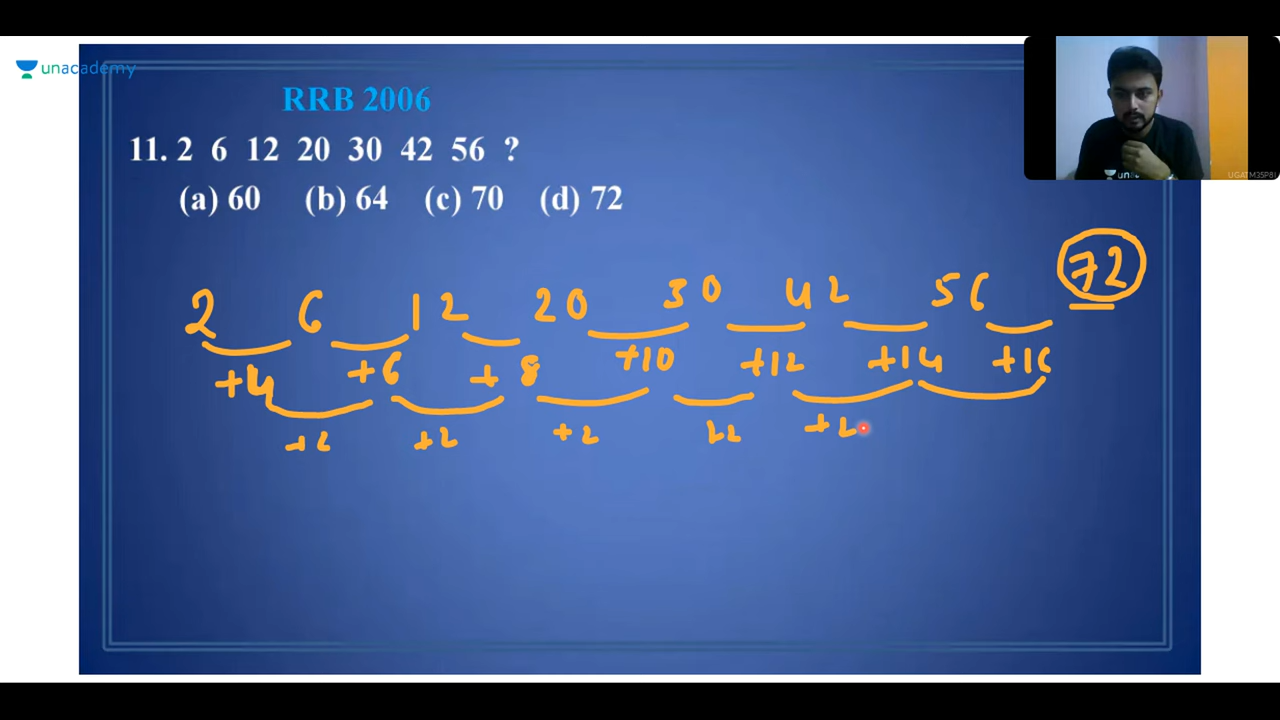 unacademy
RRB 2006
11. 2 6 12 20 30 42 56 ?
(a) 60 (b) 64 (c) 70 (d) 72
2 6 12 20 30 42 56 72
+4 +6 +8 +10 +12 +14 +16
+2 +2 +2 +2
UGATM35P8I